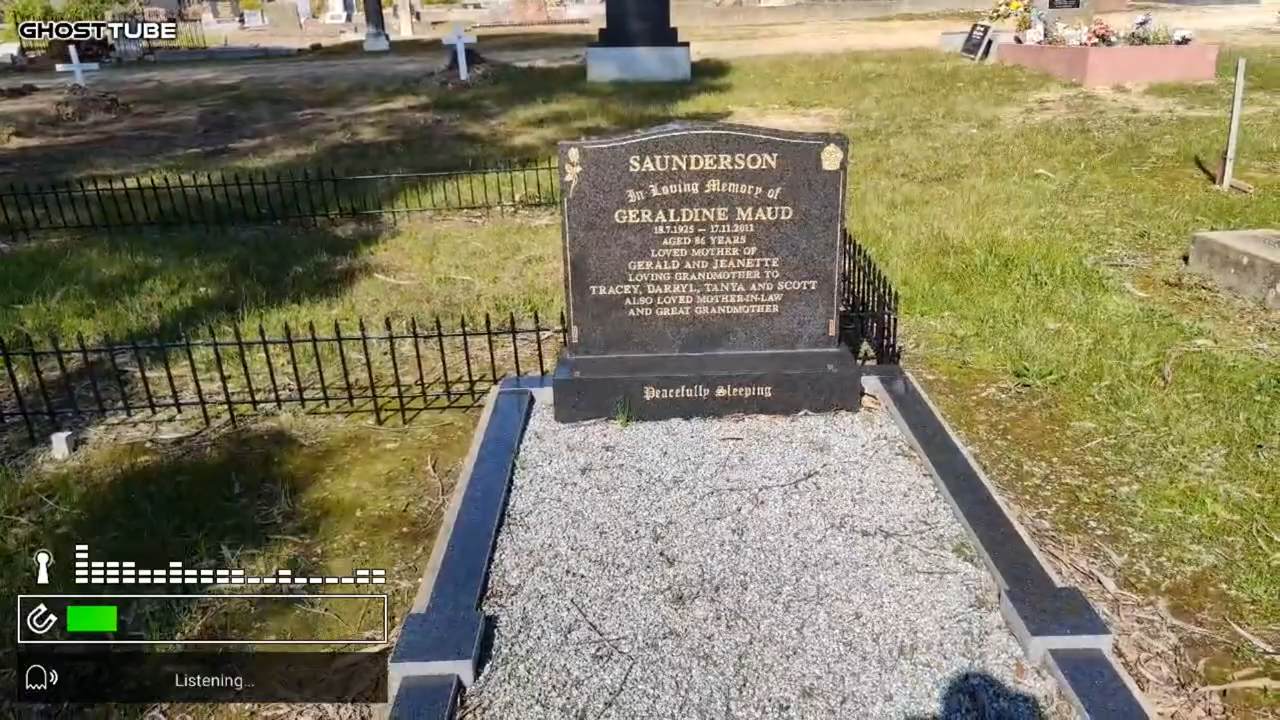 GHOSTTUBE
SAUNDERSON
In Loving Memory of
GERALDINE MAUD
18.7.1925 — 17.11.2011
AGED 86 YEARS
LOVED MOTHER OF
GERALD AND JEANETTE
LOVING GRANDMOTHER TO
TRACEY, DARRYL, TANYA AND SCOTT
ALSO LOVED MOTHER-IN-LAW
AND GREAT GRANDMOTHER
Peacefully Sleeping
Listening...